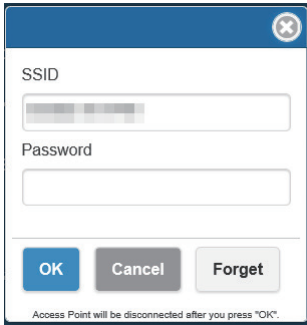 SSID
Password
OK Cancel Forget
Access Point will be disconnected after you press "OK".